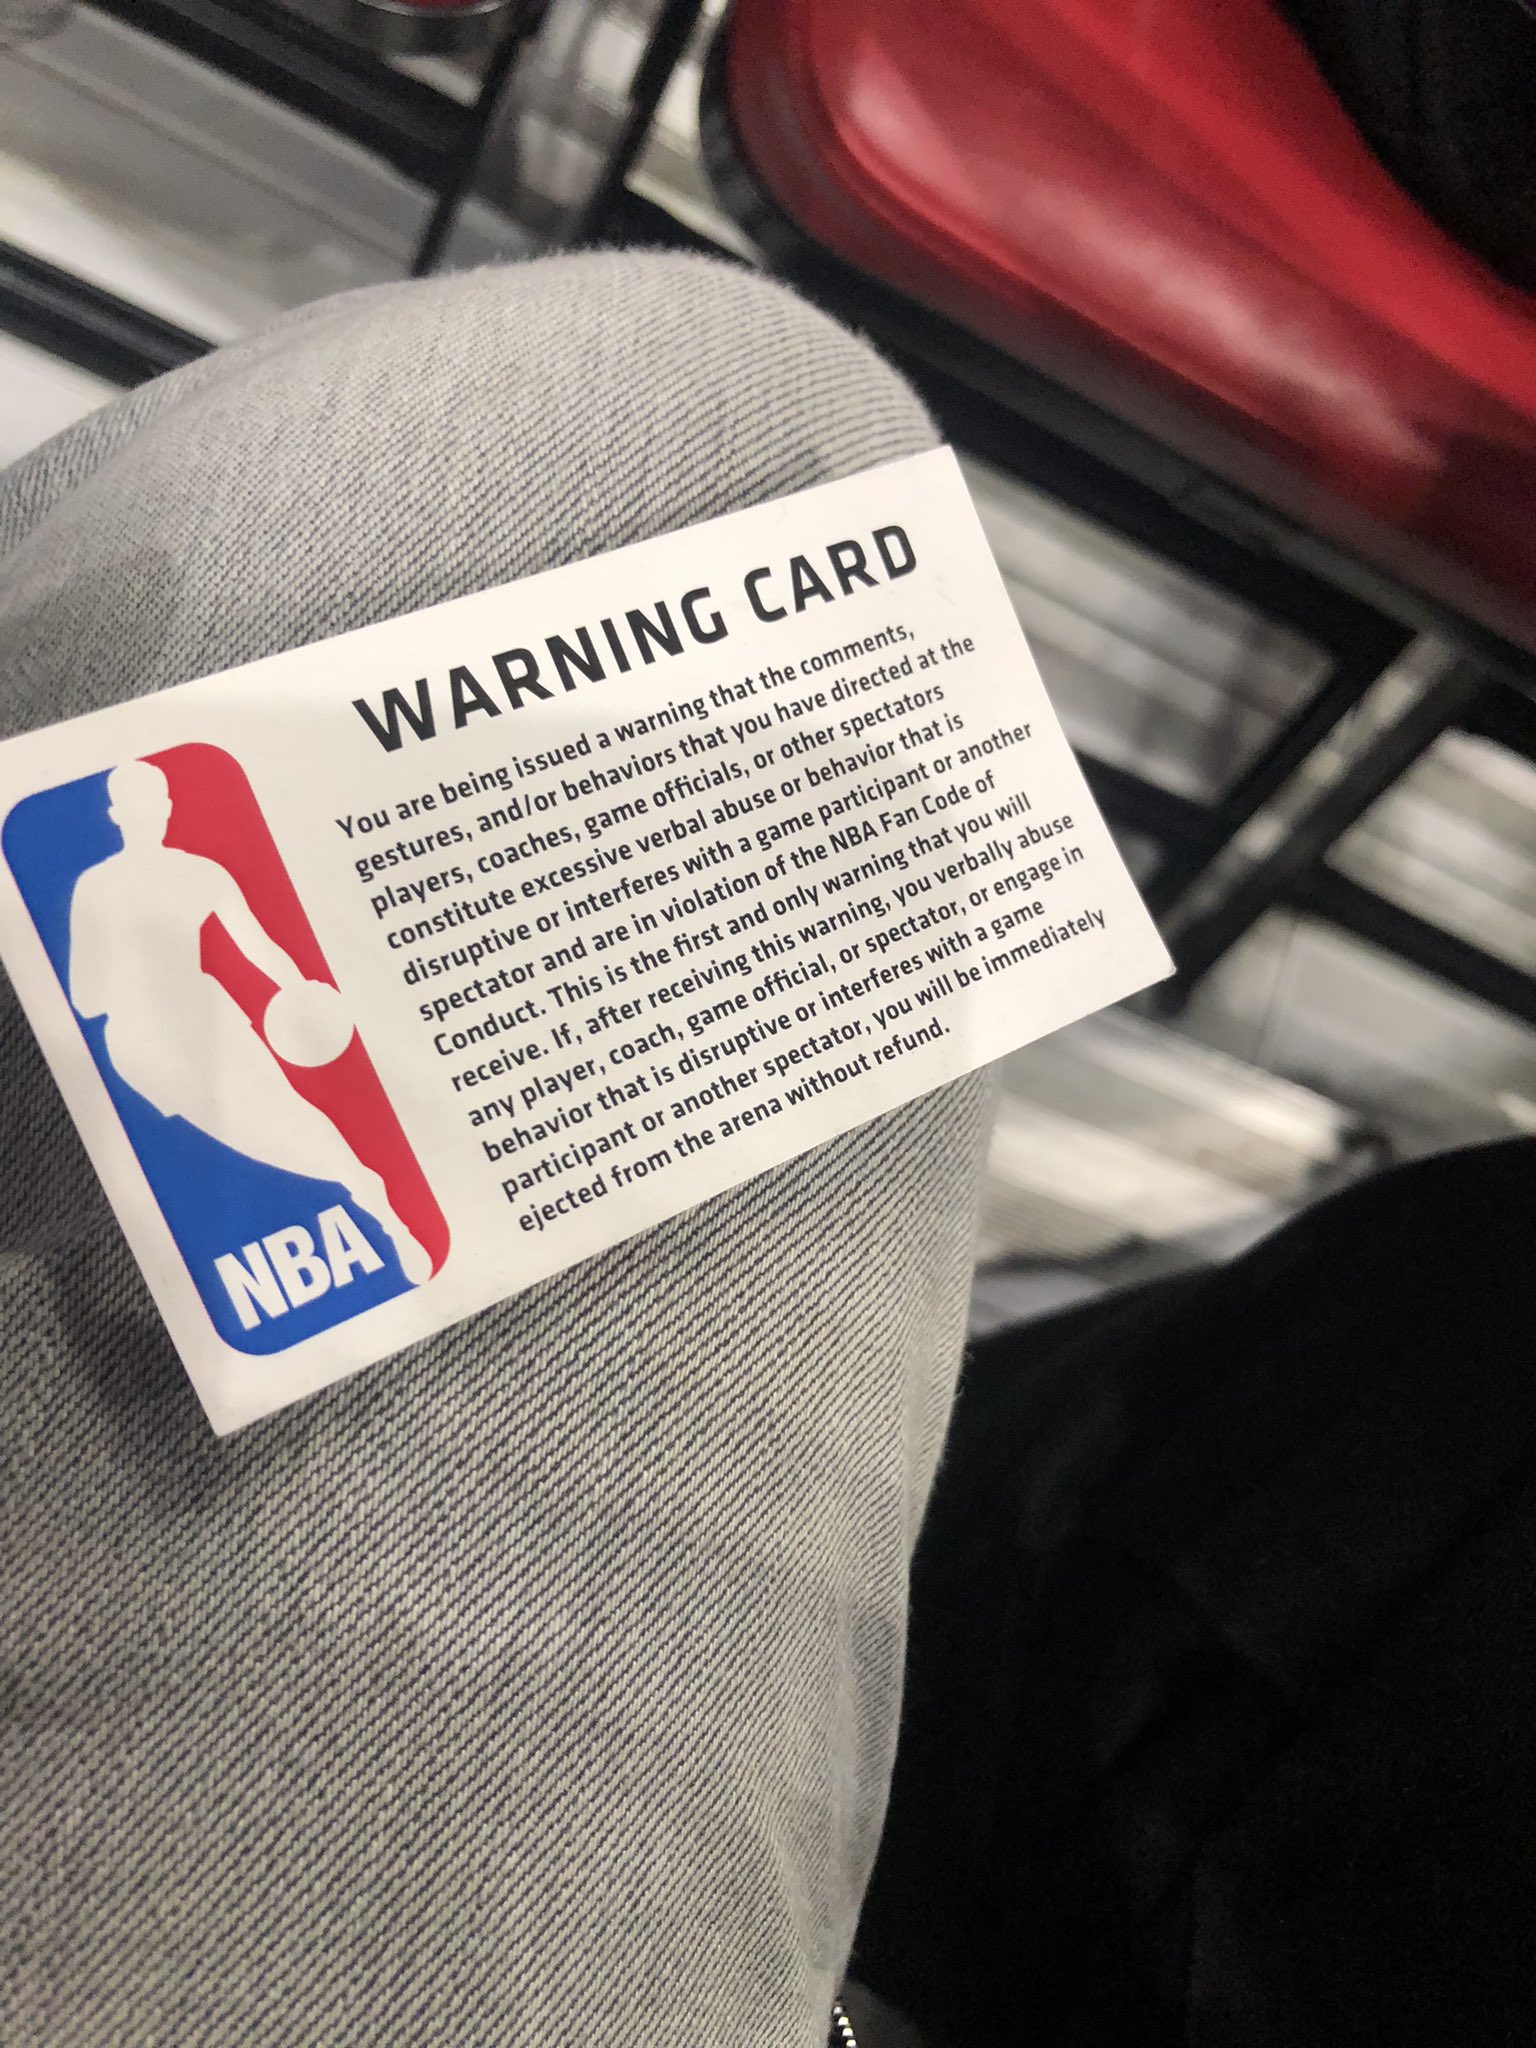 WARNING CARD
You are being issued a warning that the comments,
gestures, and/or behaviors that you have directed at the
players, coaches, game officials, or other spectators
constitute excessive verbal abuse or behavior that is
disruptive or interferes with a game participant or another
spectator and are in violation of the NBA Fan Code of
Conduct. This is the first and only warning that you will
receive. If, after receiving this warning, you verbally abuse
any player, coach, game official, or spectator, or engage in
behavior that is disruptive or interferes with a game
participant or another spectator, you will be immediately
ejected from the arena without refund.
NBA